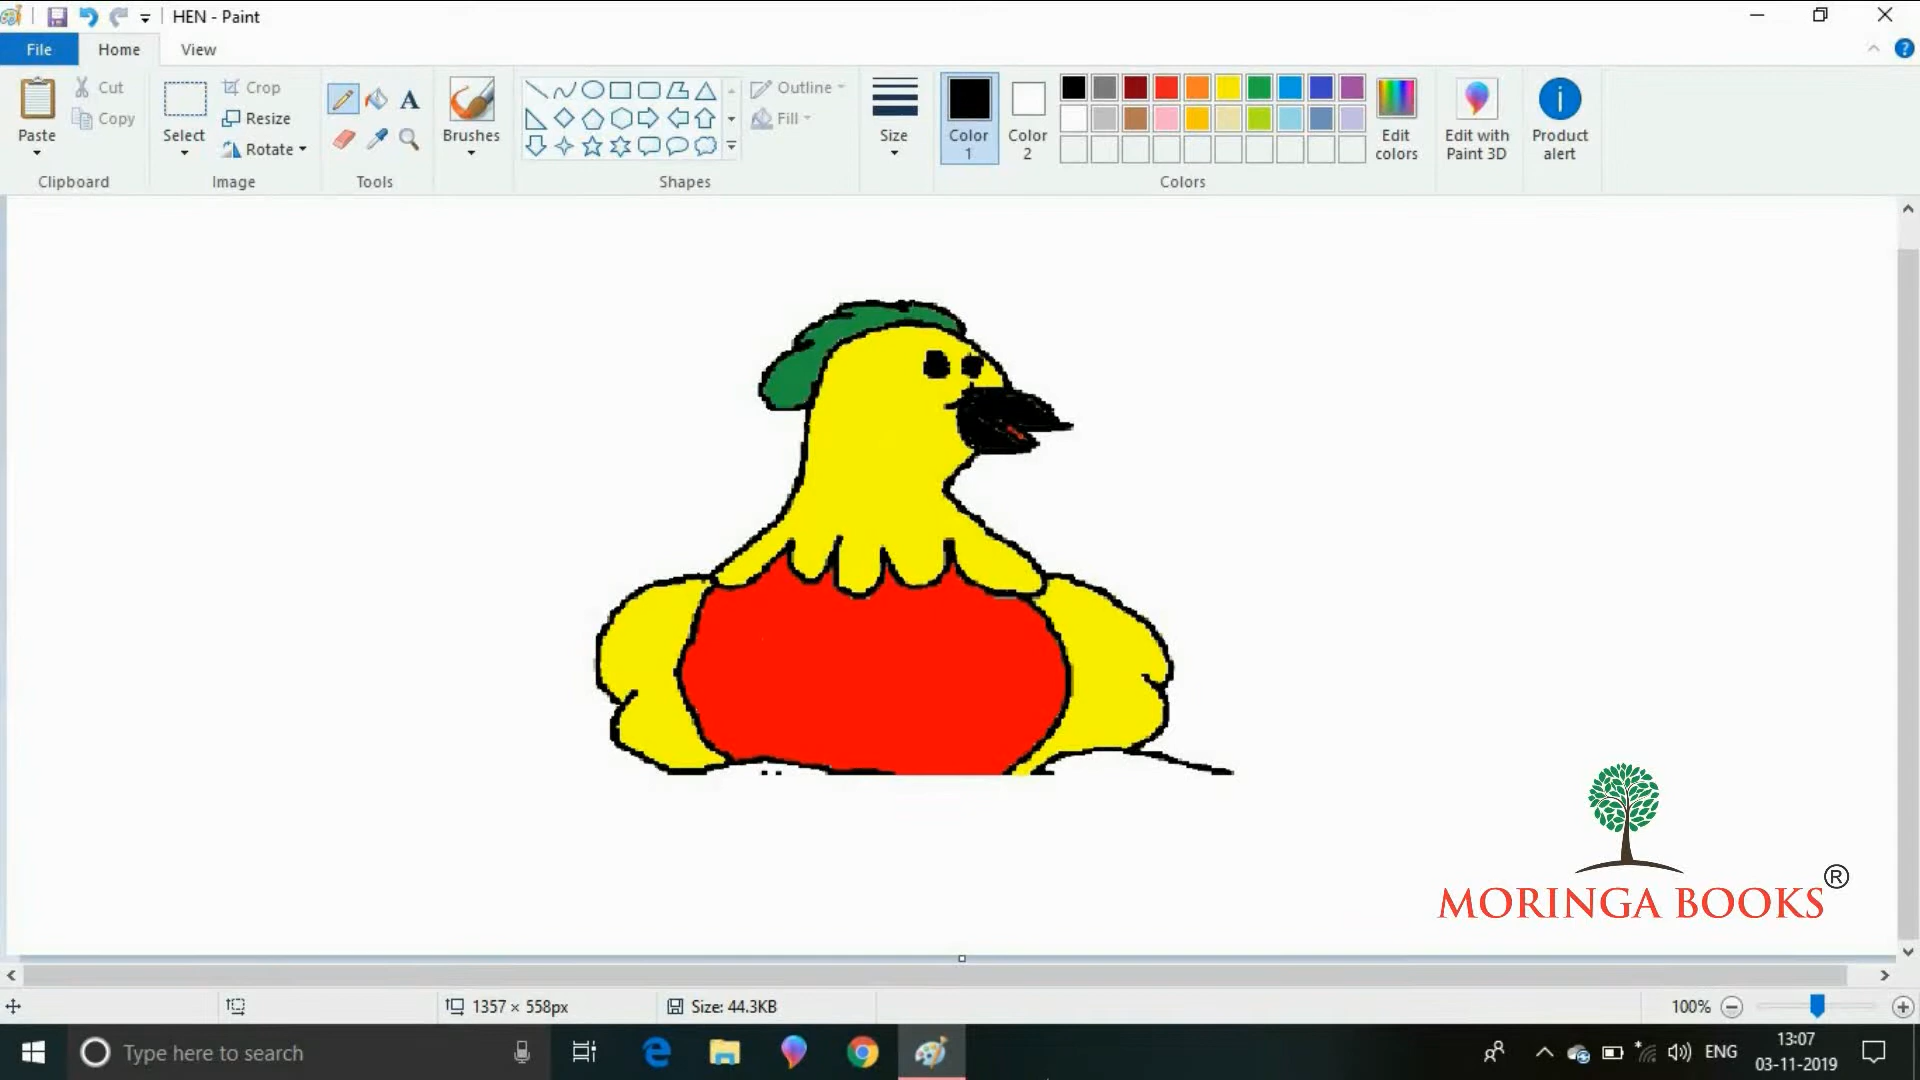 HEN - Paint
File Home View
Paste
Cut
Copy
Clipboard
Select
Crop
Resize
Rotate
Image
A
Tools
Brushes
Outline
Fill
Shapes
Size
Color 1
Color 2
Edit colors
Colors
Edit with Paint 3D
Product alert
MORINGA BOOKS®
1357 × 558px
Size: 44.3KB
100%
Type here to search
ENG
13:07
03-11-2019